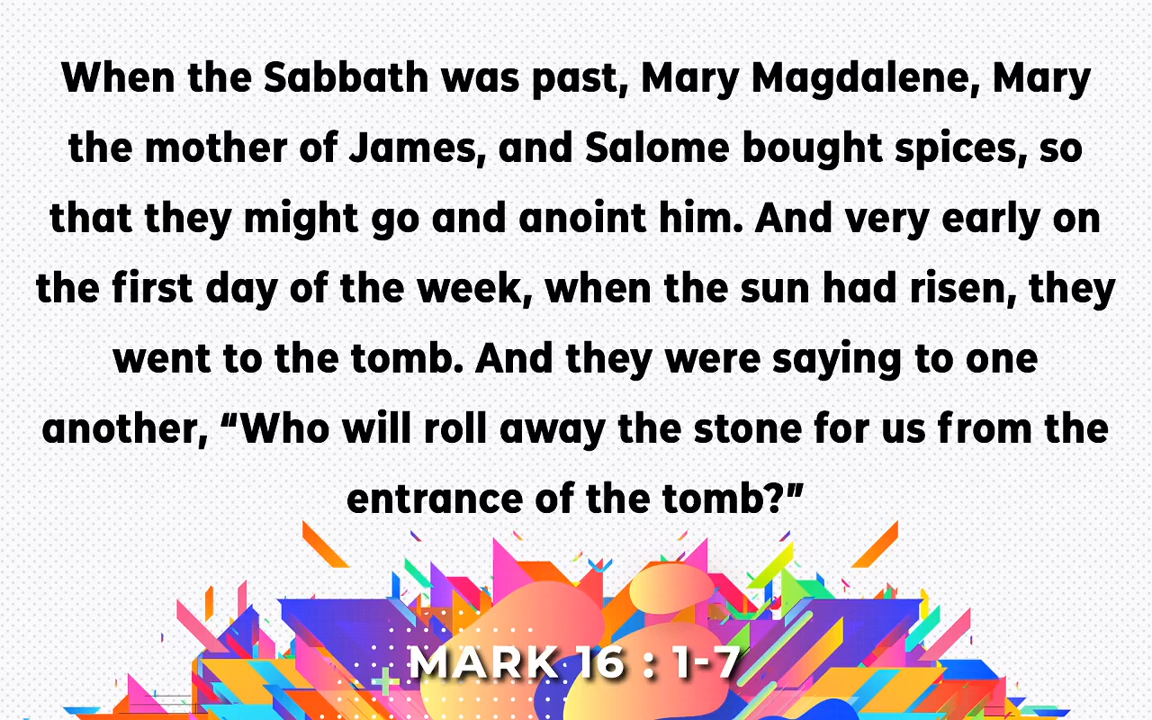 When the Sabbath was past, Mary Magdalene, Mary
the mother of James, and Salome bought spices, so
that they might go and anoint him. And very early on
the first day of the week, when the sun had risen, they
went to the tomb. And they were saying to one
another, “Who will roll away the stone for us from the
entrance of the tomb?”
MARK 16 : 1-7